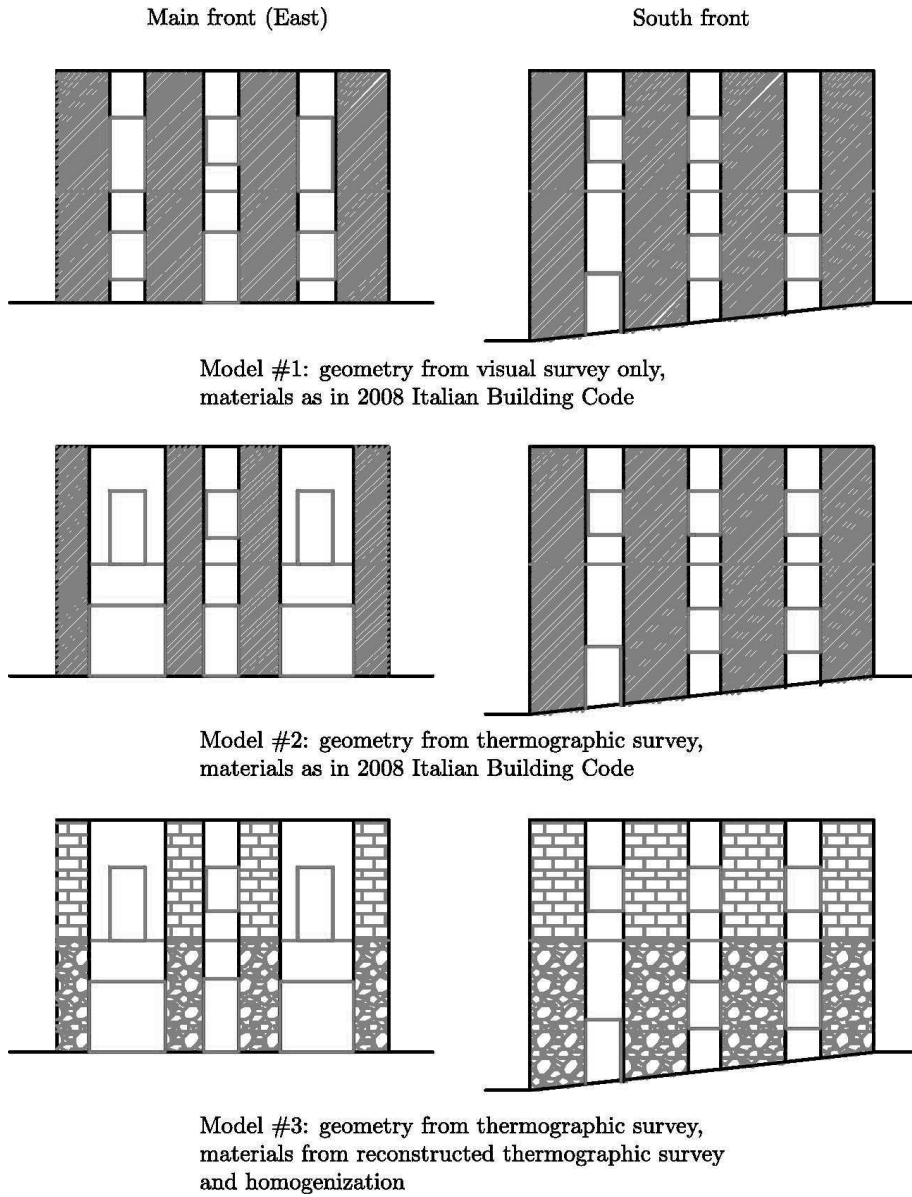 Main front (East)
South front
Model #1: geometry from visual survey only,
materials as in 2008 Italian Building Code
Model #2: geometry from thermographic survey,
materials as in 2008 Italian Building Code
Model #3: geometry from thermographic survey,
materials from reconstructed thermographic survey
and homogenization